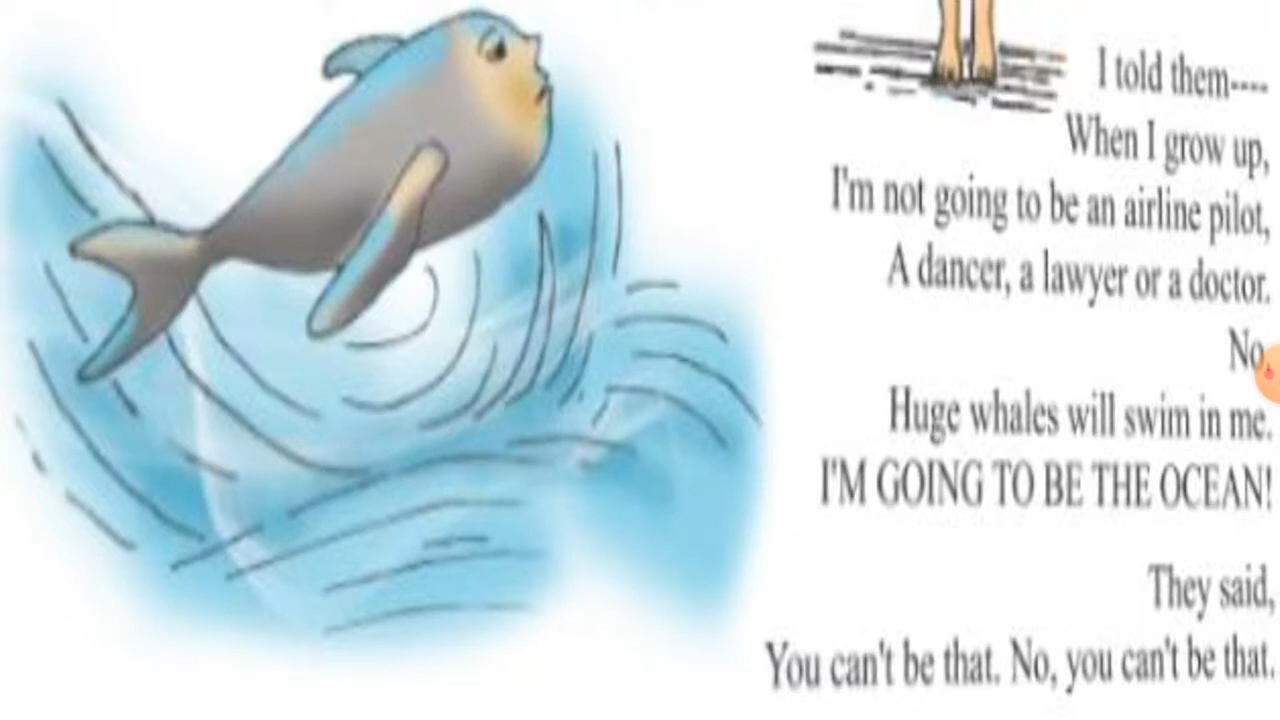 I told them----
When I grow up,
I'm not going to be an airline pilot,
A dancer, a lawyer or a doctor.
No
Huge whales will swim in me.
I'M GOING TO BE THE OCEAN!
They said,
You can't be that. No, you can't be that.